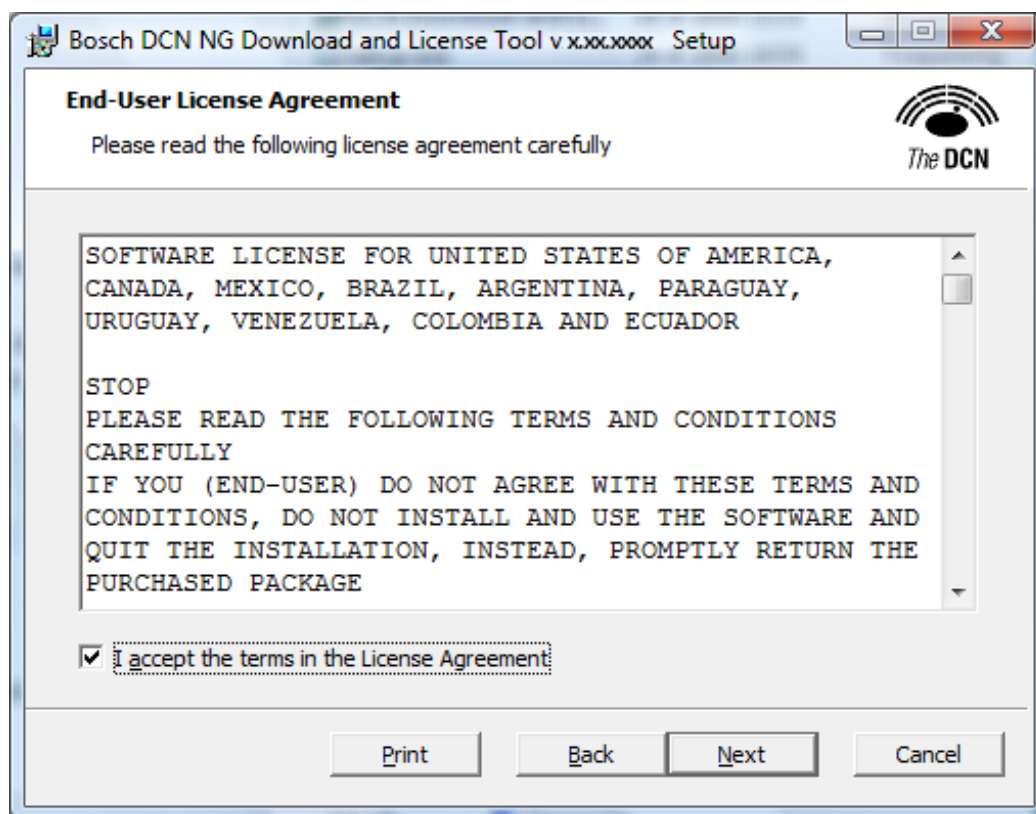 Bosch DCN NG Download and License Tool v x.xx.xxxx Setup
End-User License Agreement
Please read the following license agreement carefully
The DCN
SOFTWARE LICENSE FOR UNITED STATES OF AMERICA,
CANADA, MEXICO, BRAZIL, ARGENTINA, PARAGUAY,
URUGUAY, VENEZUELA, COLOMBIA AND ECUADOR
STOP
PLEASE READ THE FOLLOWING TERMS AND CONDITIONS
CAREFULLY
IF YOU (END-USER) DO NOT AGREE WITH THESE TERMS AND
CONDITIONS, DO NOT INSTALL AND USE THE SOFTWARE AND
QUIT THE INSTALLATION, INSTEAD, PROMPTLY RETURN THE
PURCHASED PACKAGE
I accept the terms in the License Agreement
Print Back Next Cancel